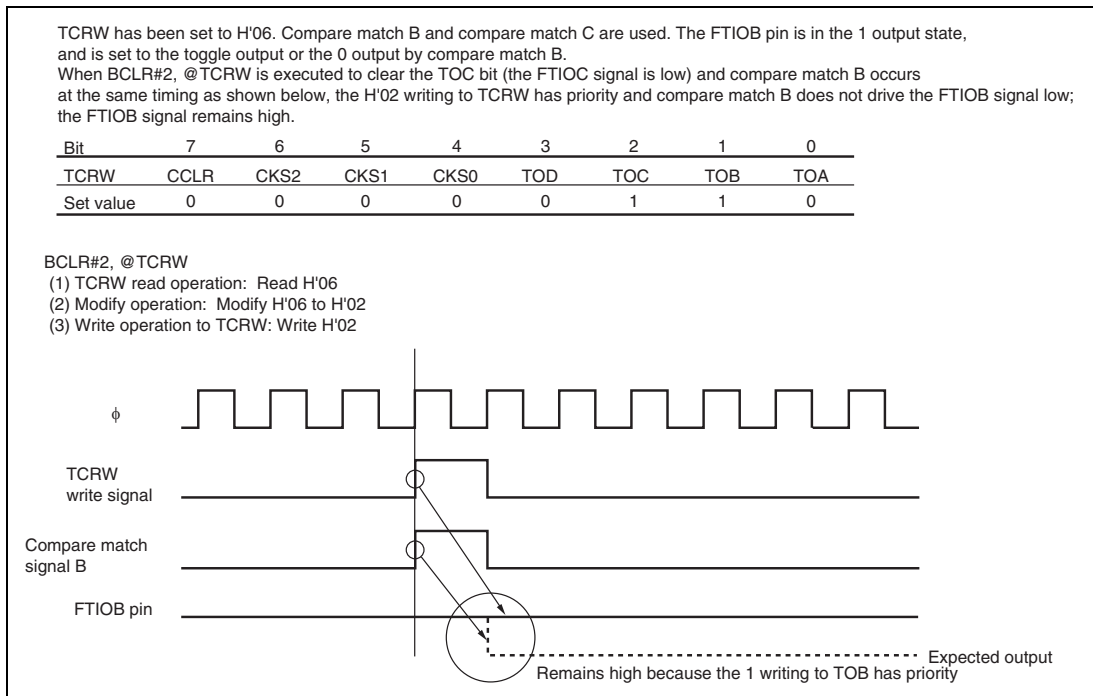 TCRW has been set to H'06. Compare match B and compare match C are used. The FTIOB pin is in the 1 output state,
and is set to the toggle output or the 0 output by compare match B.
When BCLR#2, @TCRW is executed to clear the TOC bit (the FTIOC signal is low) and compare match B occurs
at the same timing as shown below, the H'02 writing to TCRW has priority and compare match B does not drive the FTIOB signal low;
the FTIOB signal remains high.
Bit 7 6 5 4 3 2 1 0
TCRW CCLR CKS2 CKS1 CKS0 TOD TOC TOB TOA
Set value 0 0 0 0 0 1 1 0
BCLR#2, @TCRW
(1) TCRW read operation: Read H'06
(2) Modify operation: Modify H'06 to H'02
(3) Write operation to TCRW: Write H'02
ϕ
TCRW
write signal
Compare match
signal B
FTIOB pin
Expected output
Remains high because the 1 writing to TOB has priority